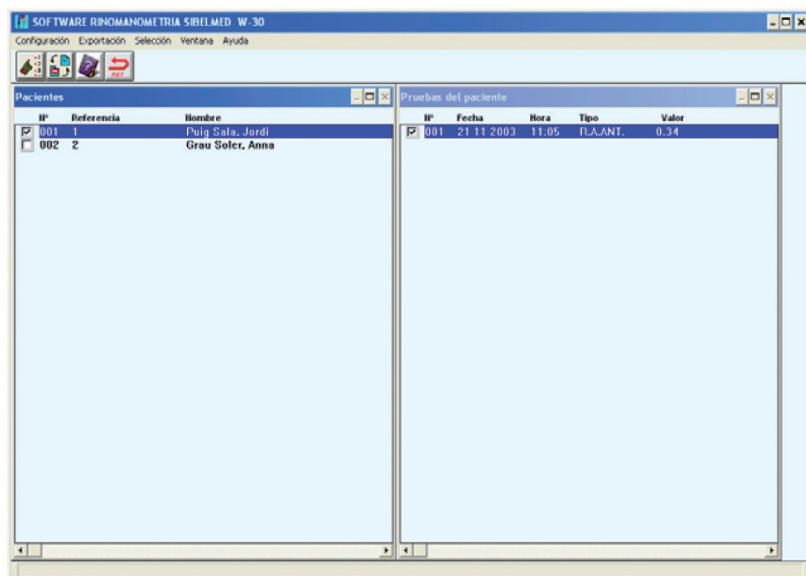 SOFTWARE RINOMANOMETRIA SIBELMED W-30
Configuración Exportación Selección Ventana Ayuda
RET
Pacientes
Nº Referencia Nombre
001 1 Puig Sala, Jordi
002 2 Grau Soler, Anna
Pruebas del paciente
Nº Fecha Hora Tipo Valor
001 21 11 2003 11:05 R.A.ANT. 0.34